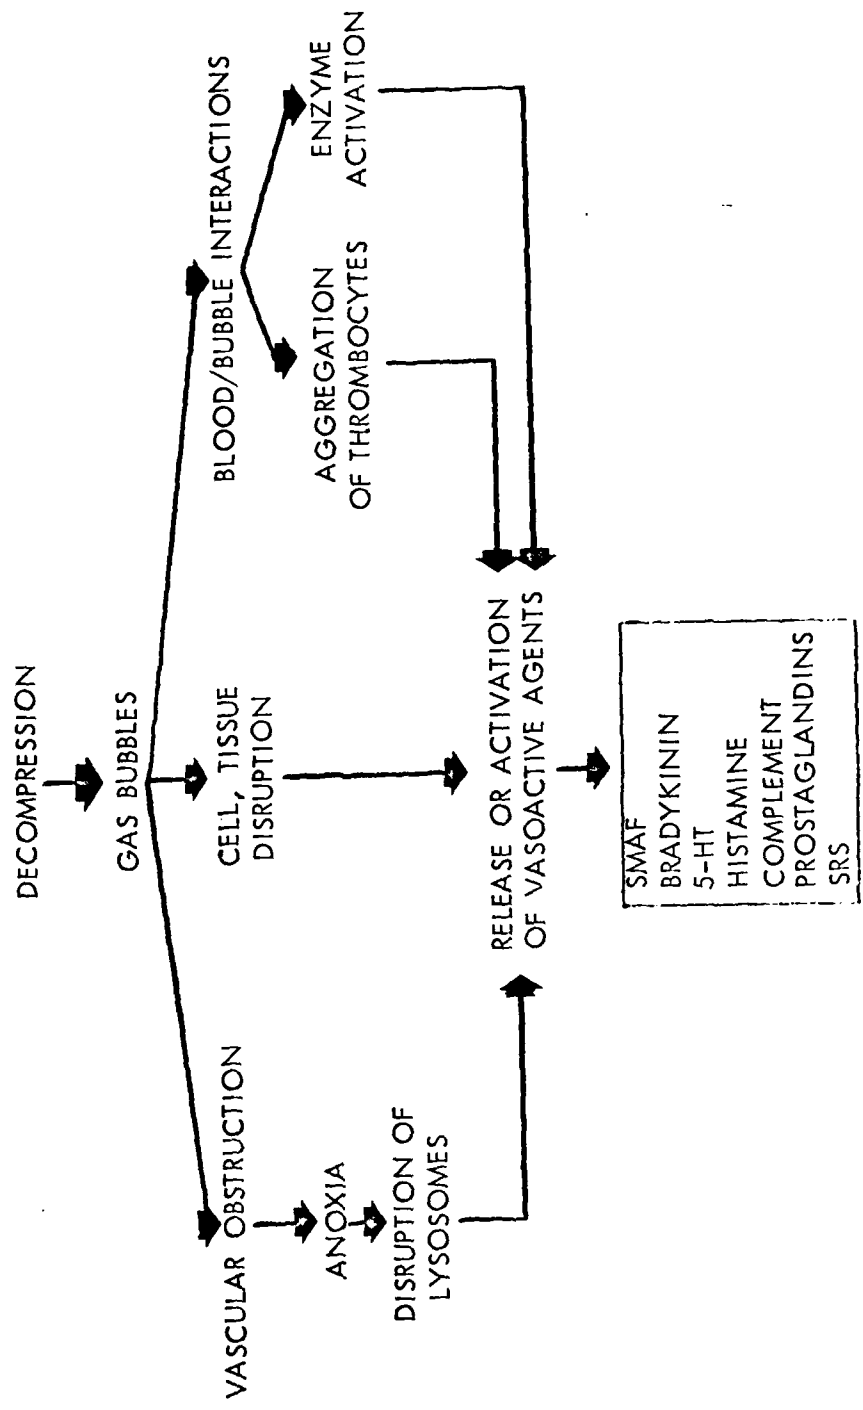 DECOMPRESSION
GAS BUBBLES
VASCULAR OBSTRUCTION
ANOXIA
DISRUPTION OF
LYSOSOMES
CELL, TISSUE
DISRUPTION
BLOOD/BUBBLE INTERACTIONS
AGGREGATION
OF THROMBOCYTES
ENZYME
ACTIVATION
RELEASE OR ACTIVATION
OF VASOACTIVE AGENTS
SMAF
BRADYKININ
5-HT
HISTAMINE
COMPLEMENT
PROSTAGLANDINS
SRS